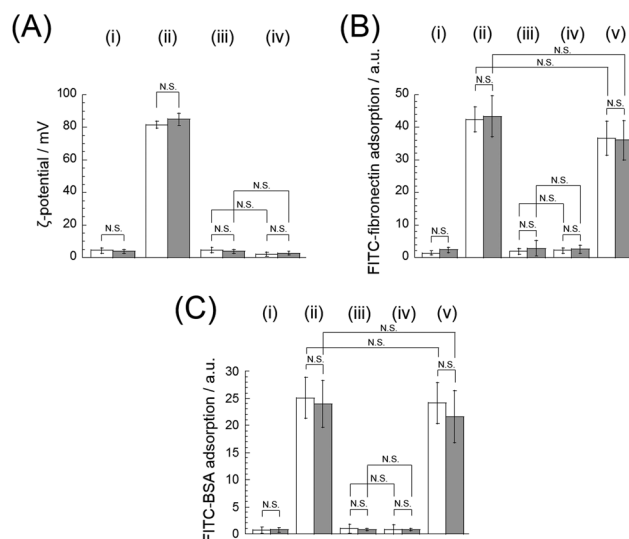 (A)
(i) (ii) (iii) (iv)
ζ-potential / mV
100
80
60
40
20
0
N.S.
N.S.
N.S.
N.S.
N.S.
N.S.
(B)
(i) (ii) (iii) (iv) (v)
FITC-fibronectin adsorption / a.u.
50
40
30
20
10
0
N.S.
N.S.
N.S.
N.S.
N.S.
N.S.
N.S.
N.S.
N.S.
(C)
(i) (ii) (iii) (iv) (v)
FITC-BSA adsorption / a.u.
30
25
20
15
10
5
0
N.S.
N.S.
N.S.
N.S.
N.S.
N.S.
N.S.
N.S.
N.S.